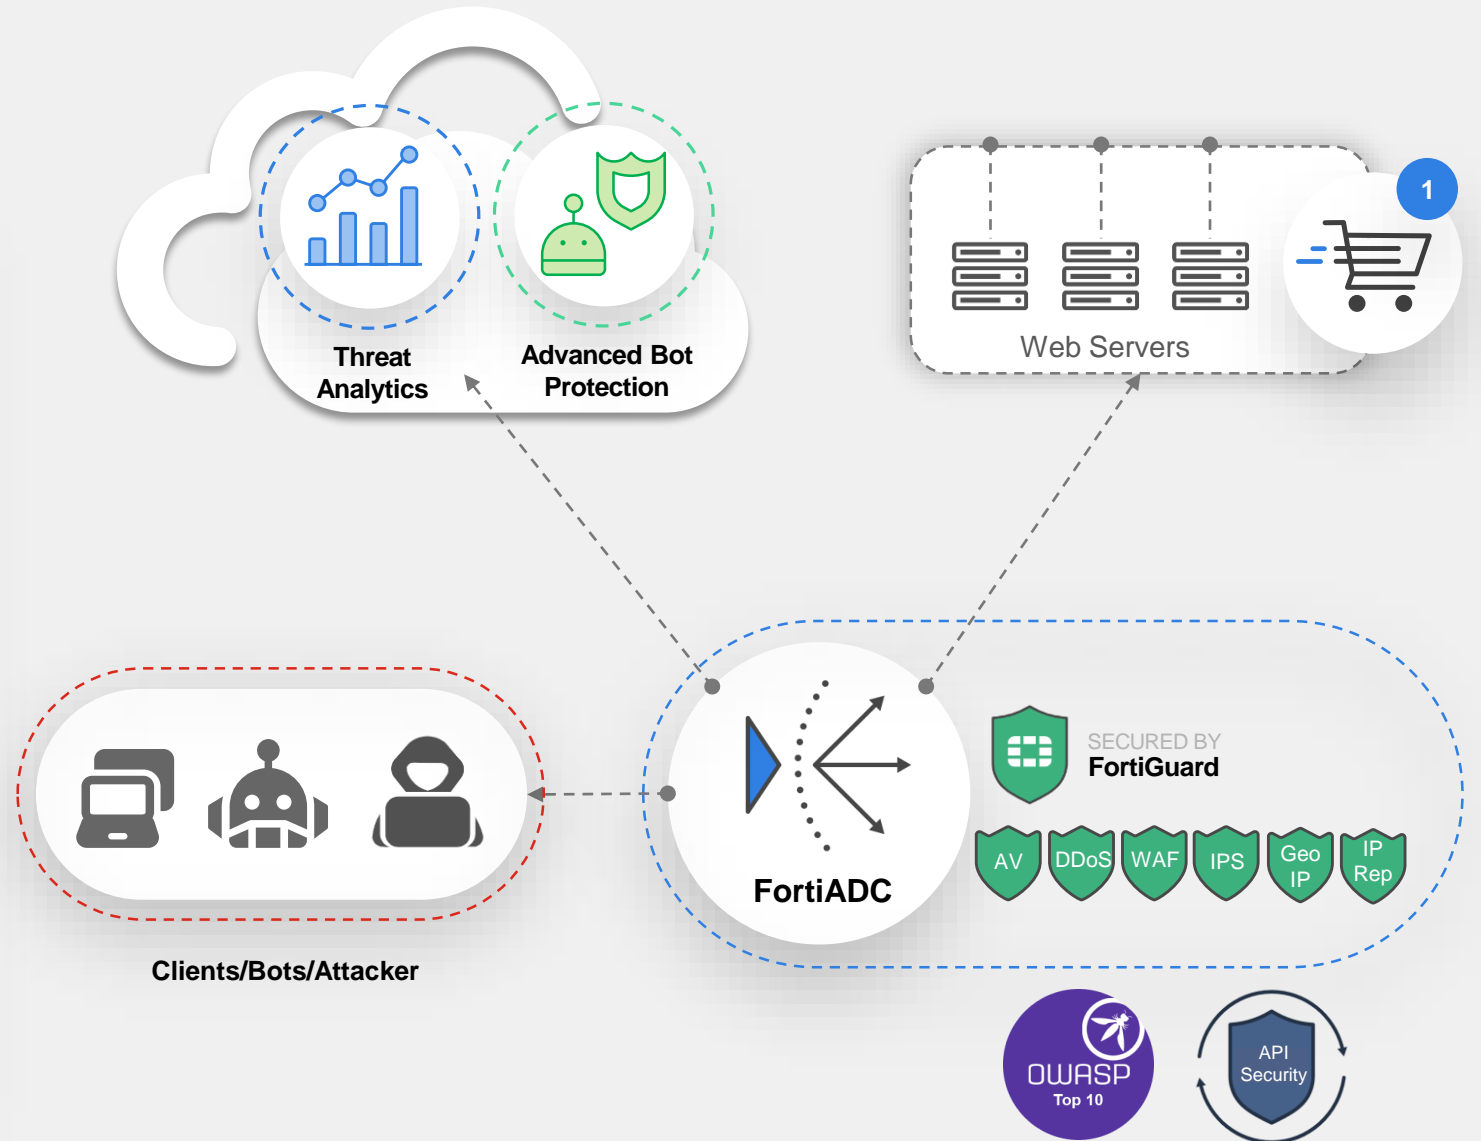 1
Threat
Analytics
Advanced Bot
Protection
Web Servers
SECURED BY
FortiGuard
AV
DDoS
WAF
IPS
Geo
IP
IP
Rep
FortiADC
Clients/Bots/Attacker
OWASP
Top 10
API
Security